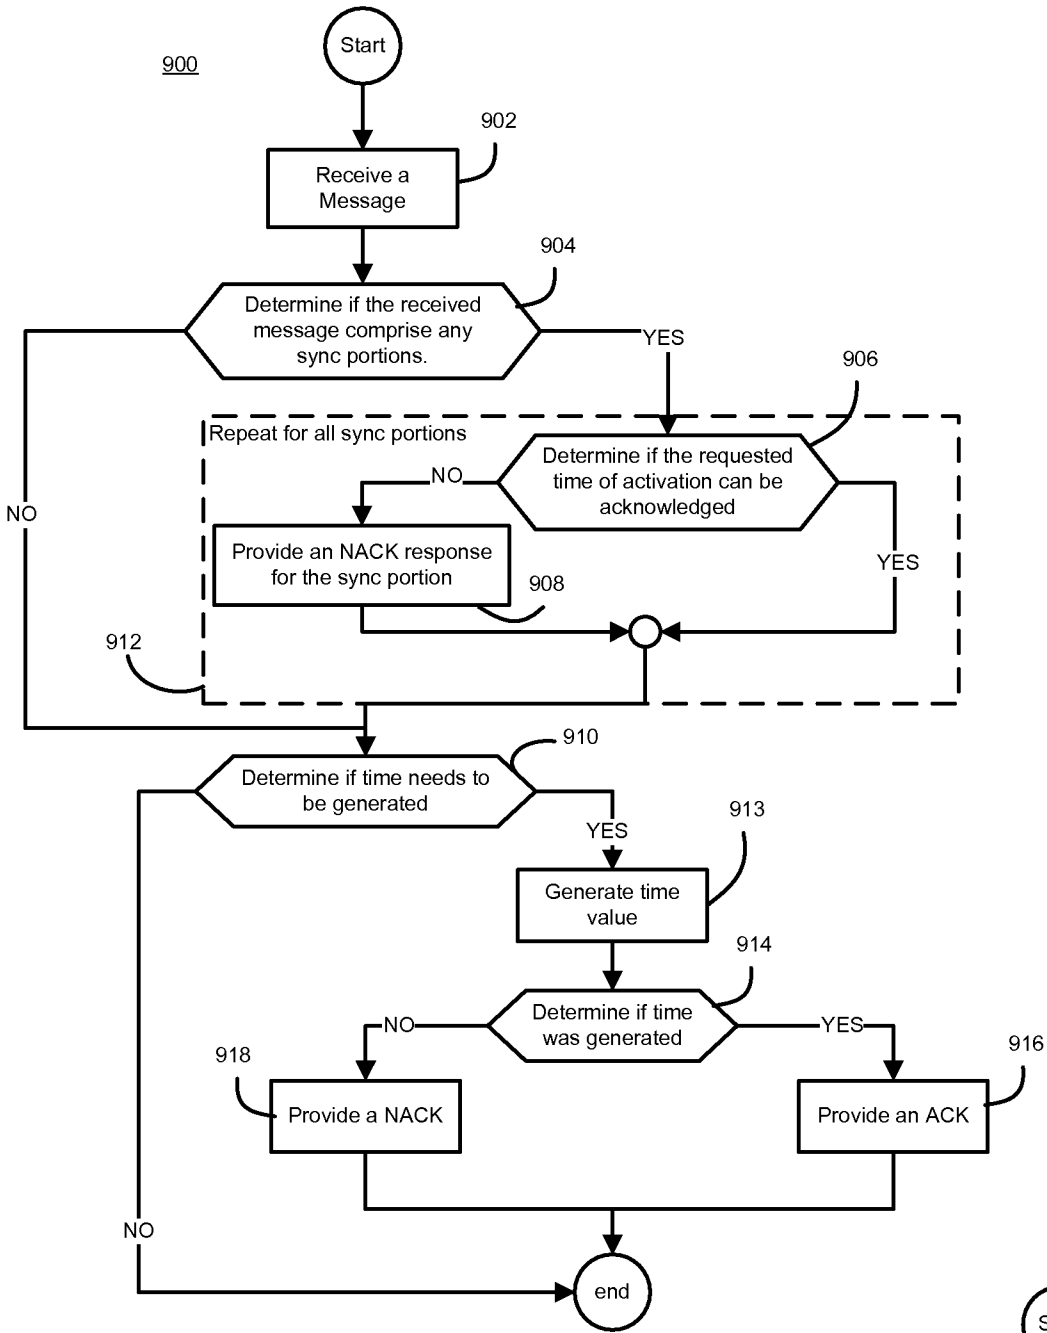 Start
900
902
Receive a
Message
904
Determine if the received
message comprise any
sync portions.
YES
906
Repeat for all sync portions
Determine if the requested
time of activation can be
acknowledged
NO
NO
Provide an NACK response
for the sync portion
YES
908
912
910
Determine if time needs to
be generated
YES
913
Generate time
value
914
Determine if time
was generated
NO
YES
918
916
Provide a NACK
Provide an ACK
NO
end